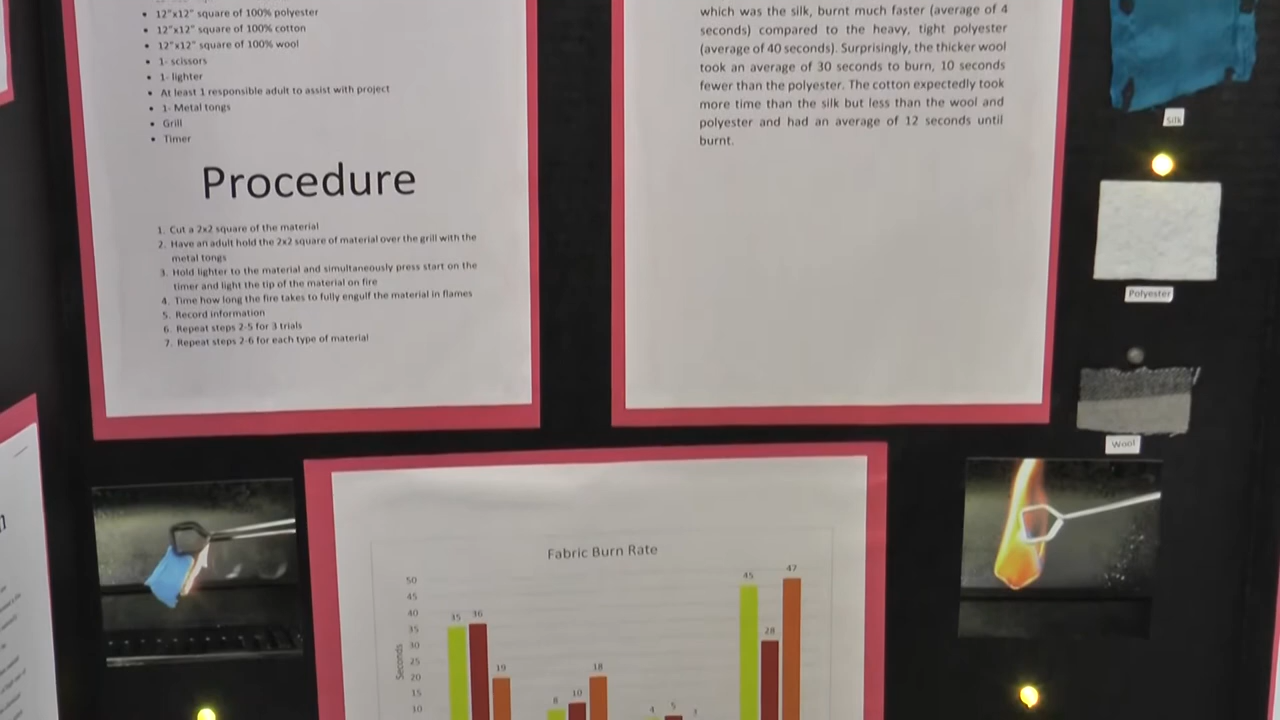 12"x12" square of 100% polyester
12"x12" square of 100% cotton
12"x12" square of 100% wool
1- scissors
1- lighter
At least 1 responsible adult to assist with project
1- Metal tongs
Grill
Timer
Procedure
1. Cut a 2x2 square of the material
2. Have an adult hold the 2x2 square of material over the grill with the
metal tongs
3. Hold lighter to the material and simultaneously press start on the
timer and light the tip of the material on fire
4. Time how long the fire takes to fully engulf the material in flames
5. Record information
6. Repeat steps 2-5 for 3 trials
7. Repeat steps 2-6 for each type of material
which was the silk, burnt much faster (average of 4
seconds) compared to the heavy, tight polyester
(average of 40 seconds). Surprisingly, the thicker wool
took an average of 30 seconds to burn, 10 seconds
fewer than the polyester. The cotton expectedly took
more time than the silk but less than the wool and
polyester and had an average of 12 seconds until
burnt.
Silk
Polyester
Wool
Fabric Burn Rate
Seconds
50
45
40
35
30
25
20
15
10
35
36
19
8
10
18
4
5
45
28
47